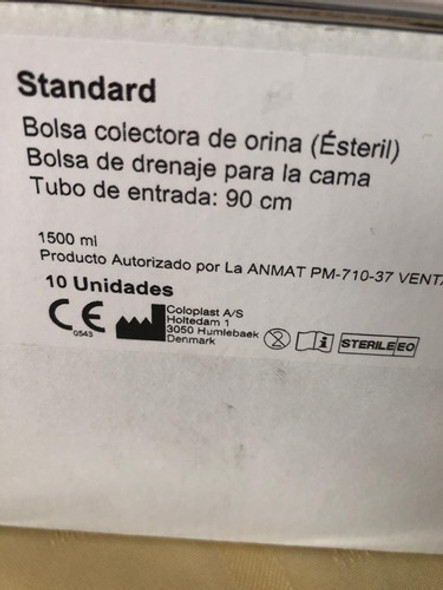 Standard
Bolsa colectora de orina (Ésteril)
Bolsa de drenaje para la cama
Tubo de entrada: 90 cm
1500 ml
Producto Autorizado por La ANMAT PM-710-37 VENTA
10 Unidades
CE
0543
Coloplast A/S
Holtedam 1
3050 Humlebaek
Denmark
2
i
STERILE EO